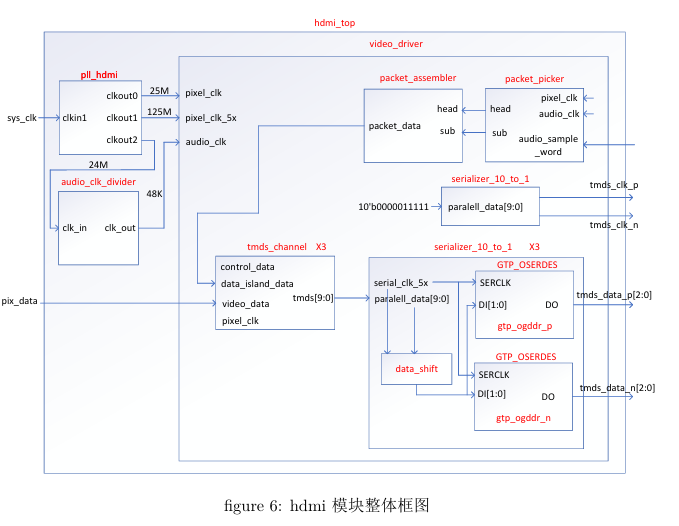 hdmi_top
video_driver
pll_hdmi
clkout0
clkin1
clkout1
clkout2
sys_clk
25M
125M
24M
48K
pixel_clk
pixel_clk_5x
audio_clk
audio_clk_divider
clk_in
clk_out
packet_assembler
head
packet_data
sub
packet_picker
pixel_clk
head
audio_clk
sub
audio_sample
_word
serializer_10_to_1
10'b0000011111
paralell_data[9:0]
tmds_clk_p
tmds_clk_n
tmds_channel X3
control_data
data_island_data
video_data
tmds[9:0]
pixel_clk
pix_data
serializer_10_to_1 X3
serial_clk_5x
paralell_data[9:0]
data_shift
GTP_OSERDES
SERCLK
DI[1:0]
DO
gtp_ogddr_p
tmds_data_p[2:0]
GTP_OSERDES
SERCLK
DI[1:0]
DO
gtp_ogddr_n
tmds_data_n[2:0]
figure 6: hdmi 模块整体框图